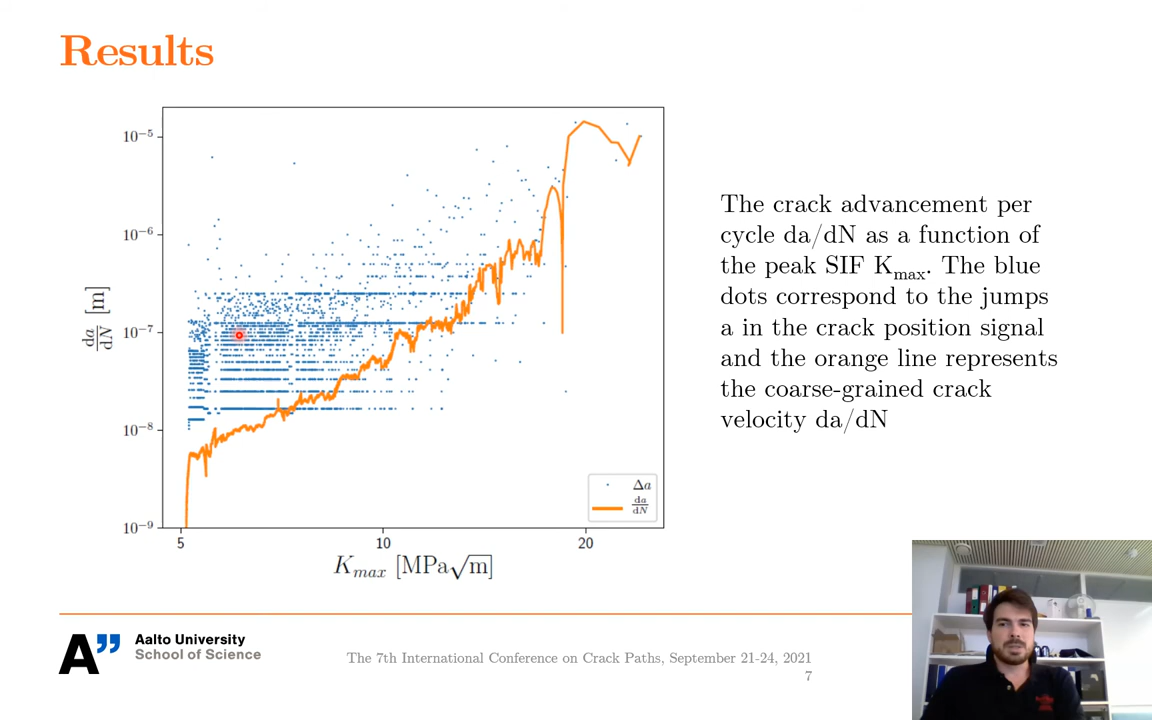 Results
10⁻⁵
10⁻⁶
10⁻⁷
10⁻⁸
10⁻⁹
da/dN [m]
5
10
20
K_max [MPa√m]
Δa
da/dN
The crack advancement per
cycle da/dN as a function of
the peak SIF K_max. The blue
dots correspond to the jumps
a in the crack position signal
and the orange line represents
the coarse-grained crack
velocity da/dN
A”
Aalto University
School of Science
The 7th International Conference on Crack Paths, September 21-24, 2021
7